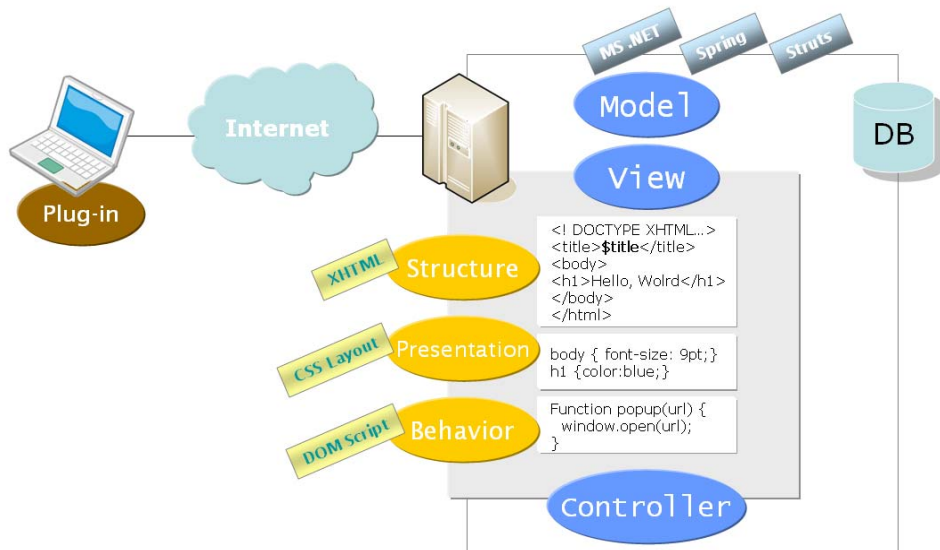 MS .NET
Spring
Struts
Model
Internet
DB
View
Plug-in
<! DOCTYPE XHTML...>
<title>$title</title>
<body>
<h1>Hello, Wolrd</h1>
</body>
</html>
XHTML
Structure
CSS Layout
Presentation
body { font-size: 9pt;}
h1 {color:blue;}
DOM Script
Behavior
Function popup(url) {
window.open(url);
}
Controller